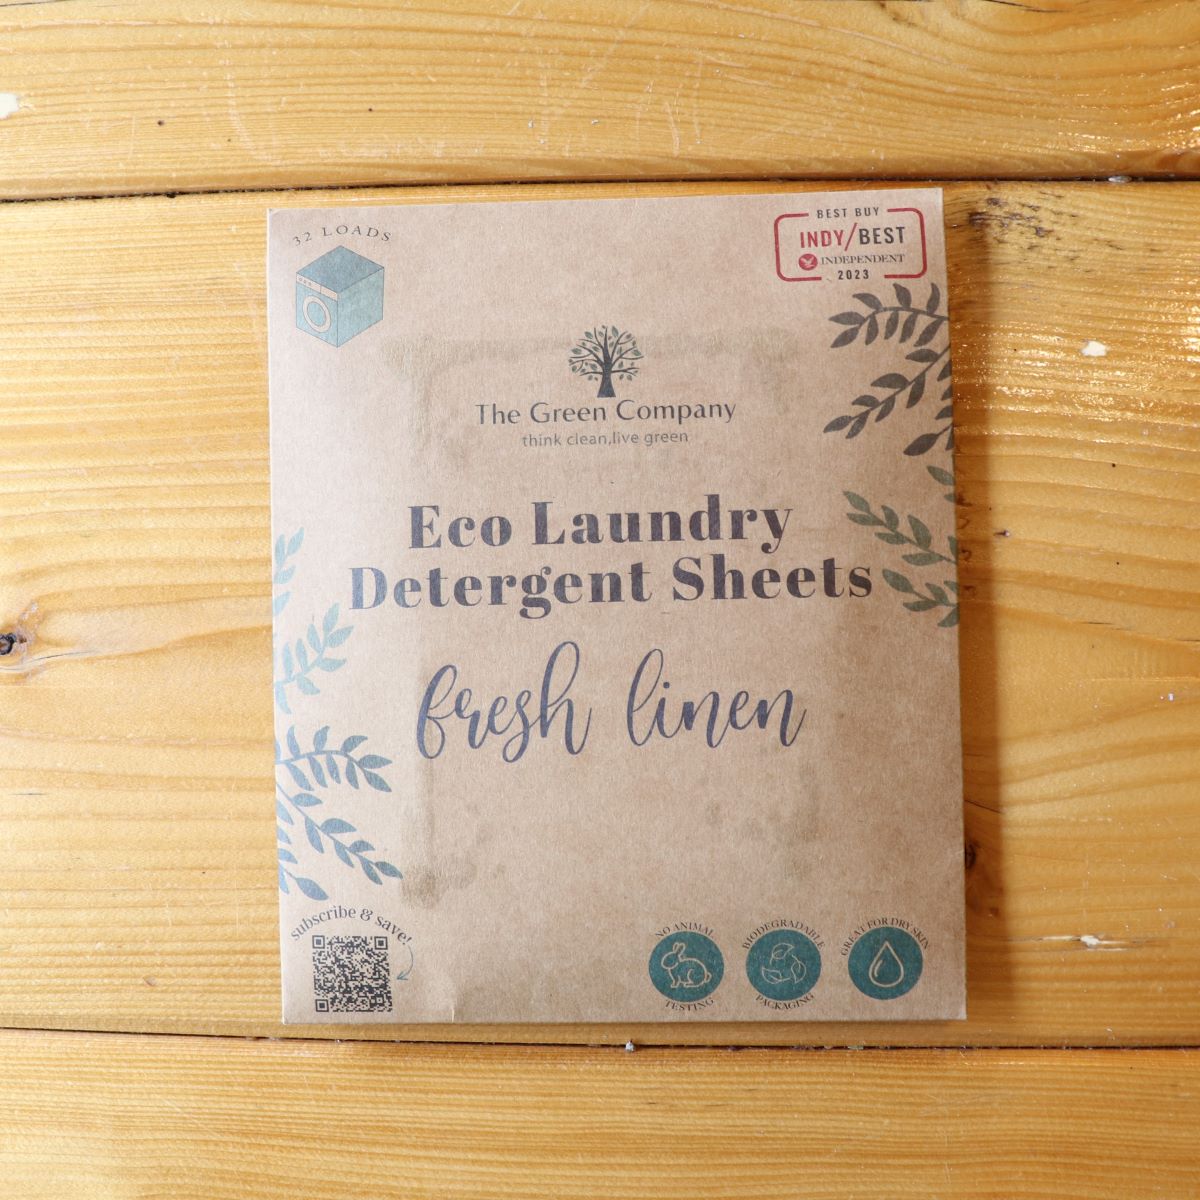 32 LOADS
BEST BUY
INDY/BEST
INDEPENDENT
2023
The Green Company
think clean,live green
Eco Laundry
Detergent Sheets
fresh linen
subscribe & save!
NO ANIMAL
TESTING
BIODEGRADABLE
PACKAGING
GREAT FOR DRY SKIN